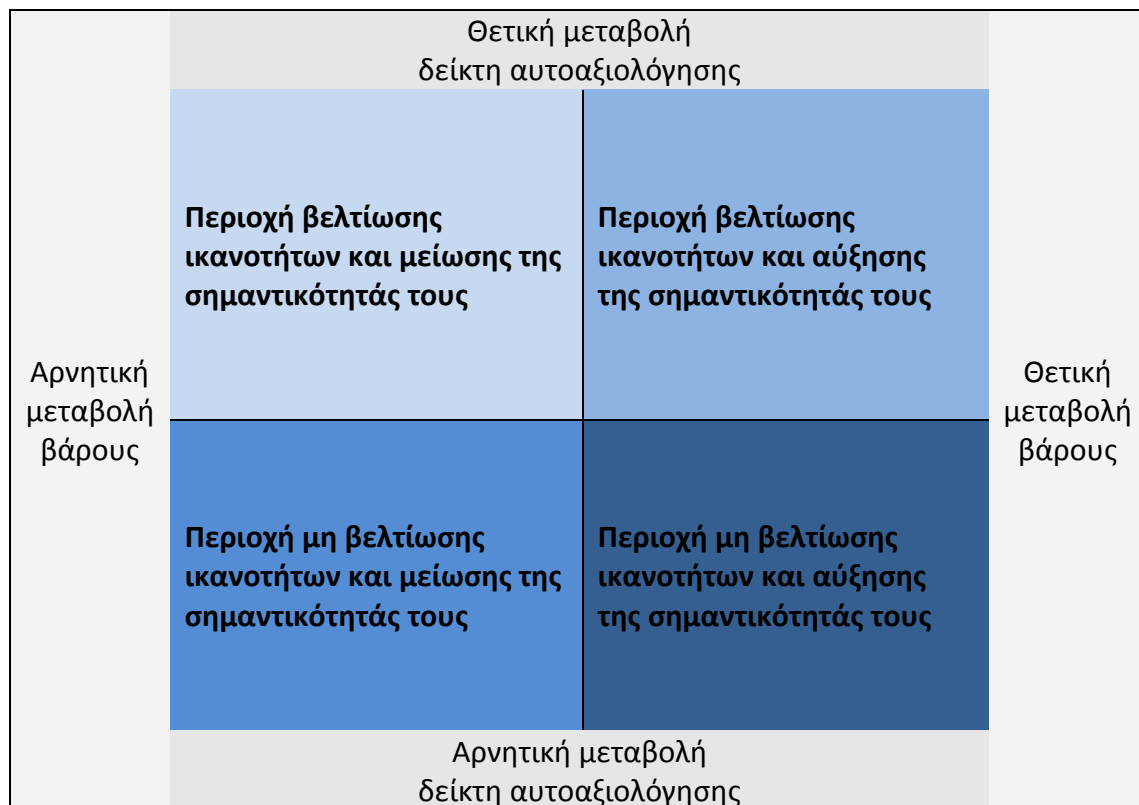 Θετική μεταβολή
δείκτη αυτοαξιολόγησης
Περιοχή βελτίωσης
ικανοτήτων και μείωσης της
σημαντικότητάς τους
Περιοχή βελτίωσης
ικανοτήτων και αύξησης
της σημαντικότητάς τους
Αρνητική
μεταβολή
βάρους
Θετική
μεταβολή
βάρους
Περιοχή μη βελτίωσης
ικανοτήτων και μείωσης της
σημαντικότητάς τους
Περιοχή μη βελτίωσης
ικανοτήτων και αύξησης
της σημαντικότητάς τους
Αρνητική μεταβολή
δείκτη αυτοαξιολόγησης